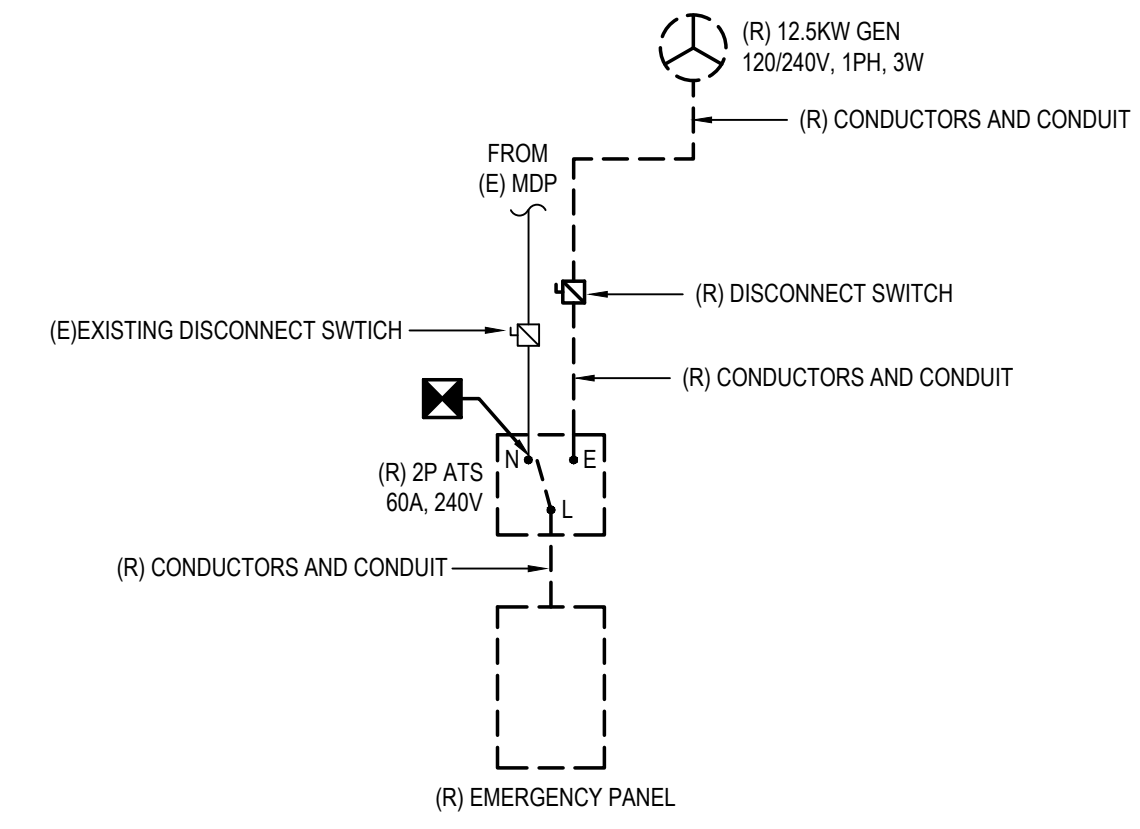 (R) 12.5KW GEN
120/240V, 1PH, 3W
(R) CONDUCTORS AND CONDUIT
FROM
(E) MDP
(R) DISCONNECT SWITCH
(E)EXISTING DISCONNECT SWTICH
(R) CONDUCTORS AND CONDUIT
N
E
(R) 2P ATS
60A, 240V
L
(R) CONDUCTORS AND CONDUIT
(R) EMERGENCY PANEL